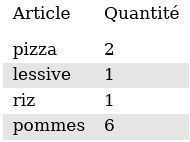 Article Quantité
pizza 2
lessive 1
riz 1
pommes 6